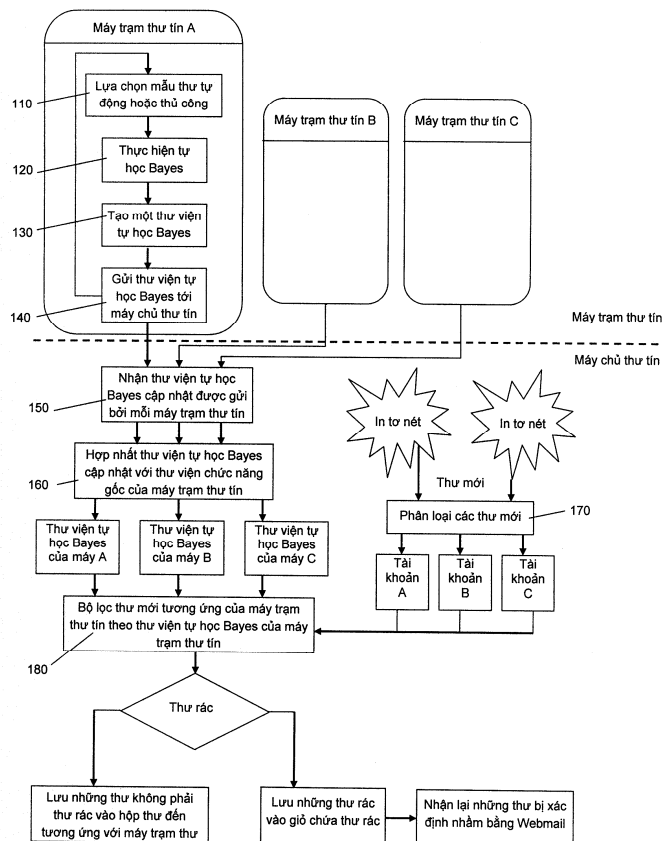 Máy trạm thư tín A
110
Lựa chọn mẫu thư tự
động hoặc thủ công
120
Thực hiện tự
học Bayes
130
Tạo một thư viện
tự học Bayes
140
Gửi thư viện tự
học Bayes tới
máy chủ thư tín
Máy trạm thư tín B
Máy trạm thư tín C
Máy trạm thư tín
Máy chủ thư tín
150
Nhận thư viện tự học
Bayes cập nhật được gửi
bởi mỗi máy trạm thư tín
160
Hợp nhất thư viện tự học Bayes
cập nhật với thư viện chức năng
gốc của máy trạm thư tín
In tơ nét
In tơ nét
Thư mới
Phân loại các thư mới
170
Thư viện tự
học Bayes
của máy A
Thư viện tự
học Bayes
của máy B
Thư viện tự
học Bayes
của máy C
Tài
khoản
A
Tài
khoản
B
Tài
khoản
C
Bộ lọc thư mới tương ứng của máy trạm
thư tín theo thư viện tự học Bayes của máy
trạm thư tín
180
Thư rác
Lưu những thư không phải
thư rác vào hộp thư đến
tương ứng với máy trạm thư
Lưu những thư rác
vào giỏ chứa thư rác
Nhận lại những thư bị xác
định nhầm bằng Webmail